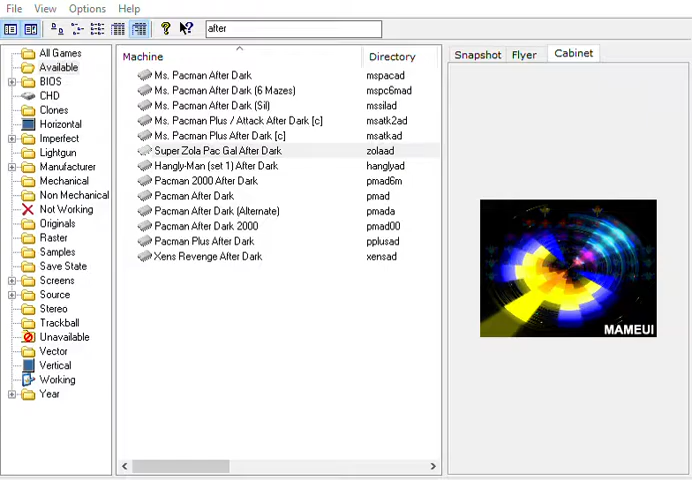 File View Options Help
after
All Games
Available
BIOS
CHD
Clones
Horizontal
Imperfect
Lightgun
Manufacturer
Mechanical
Non Mechanical
Not Working
Originals
Raster
Samples
Save State
Screens
Source
Stereo
Trackball
Unavailable
Vector
Vertical
Working
Year
Machine Directory
Ms. Pacman After Dark mspacad
Ms. Pacman After Dark (6 Mazes) mspc6mad
Ms. Pacman After Dark (Sil) mssilad
Ms. Pacman Plus / Attack After Dark [c] msatk2ad
Ms. Pacman Plus After Dark [c] msatkad
Super Zola Pac Gal After Dark zolaad
Hangly-Man (set 1) After Dark hanglyad
Pacman 2000 After Dark pmad6m
Pacman After Dark pmad
Pacman After Dark (Alternate) pmada
Pacman After Dark 2000 pmad00
Pacman Plus After Dark pplusad
Xens Revenge After Dark xensad
Snapshot Flyer Cabinet
MAMEUI